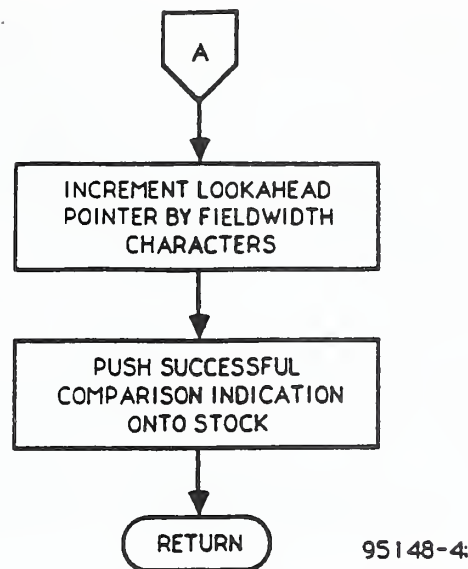 A
INCREMENT LOOKAHEAD
POINTER BY FIELDWIDTH
CHARACTERS
PUSH SUCCESSFUL
COMPARISON INDICATION
ONTO STOCK
RETURN
95148-4